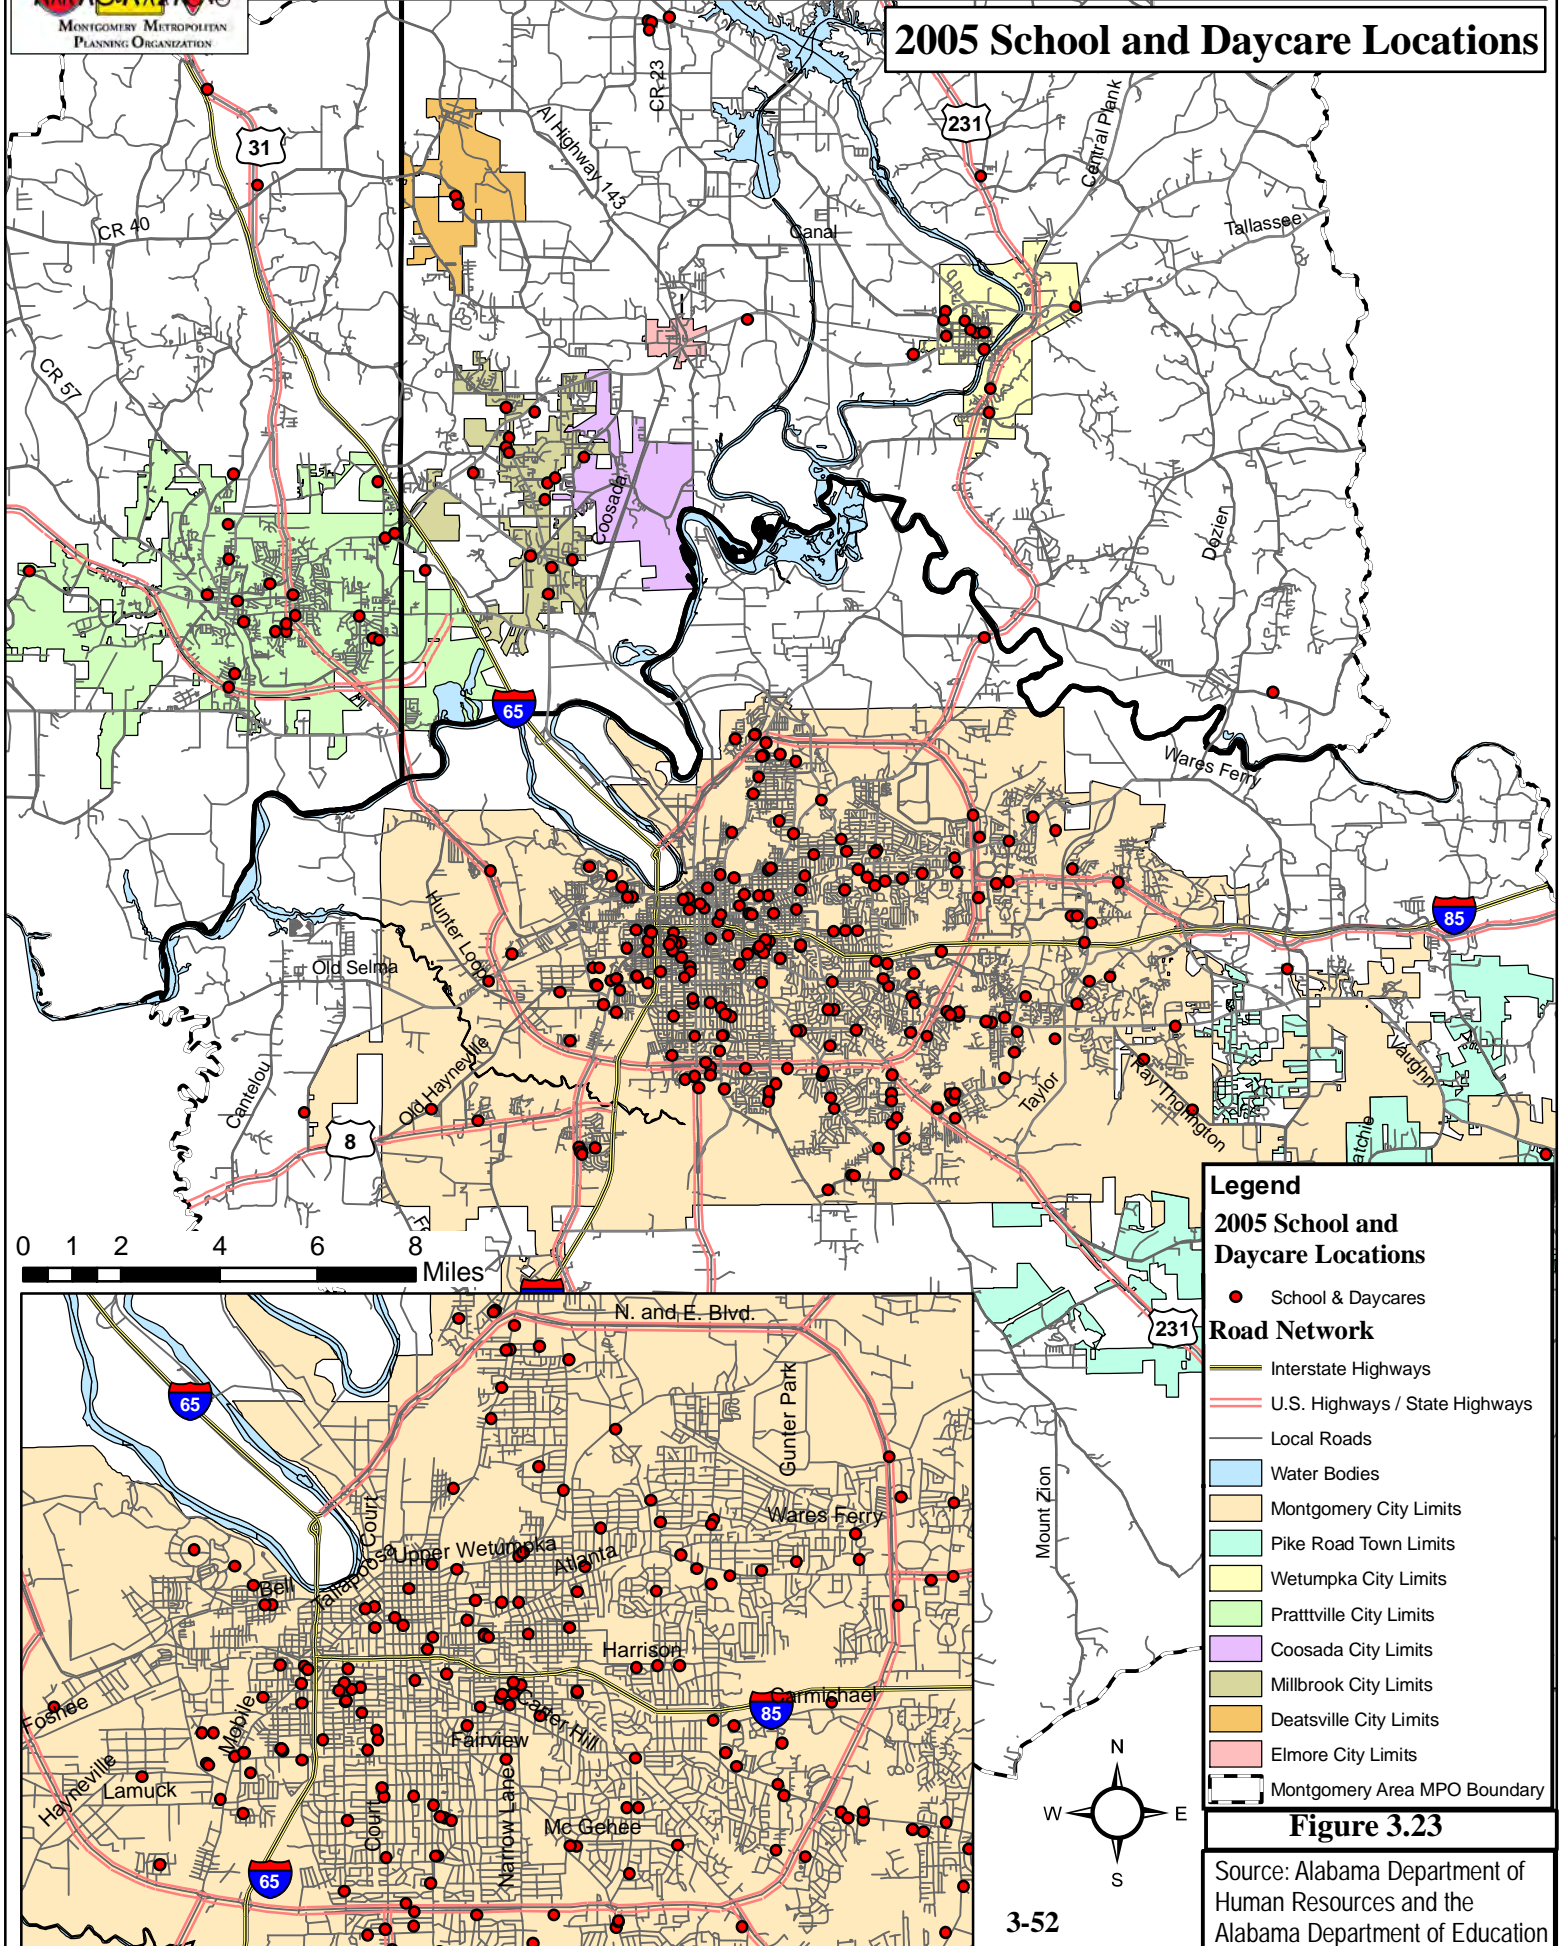 MONTGOMERY METROPOLITAN
PLANNING ORGANIZATION
2005 School and Daycare Locations
CR-23
31
231
Al Highway 143
Central Plank
CR 40
Canal
Tallassee
CR 57
Coosada
Dozien
65
Wares Ferry
85
Hunter Loop
Old Selma
Cantelou
Old Hayneville
8
Taylor
Ray Thorington
Vaughn
atchie
0 1 2 4 6 8
Miles
231
Mount Zion
N. and E. Blvd.
65
Gunter Park
Court
Wares Ferry
Upper Wetumpka
Tallapoosa
Atlanta
Bell
Harrison
Carmichael
85
Foshee
Mobile
Carter Hill
Fairview
Hayneville
Lamuck
Court
Narrow Lane
Mc Gehee
65
Legend
2005 School and
Daycare Locations
School & Daycares
Road Network
Interstate Highways
U.S. Highways / State Highways
Local Roads
Water Bodies
Montgomery City Limits
Pike Road Town Limits
Wetumpka City Limits
Pratttville City Limits
Coosada City Limits
Millbrook City Limits
Deatsville City Limits
Elmore City Limits
Montgomery Area MPO Boundary
N
W E
S
Figure 3.23
Source: Alabama Department of
Human Resources and the
Alabama Department of Education
3-52